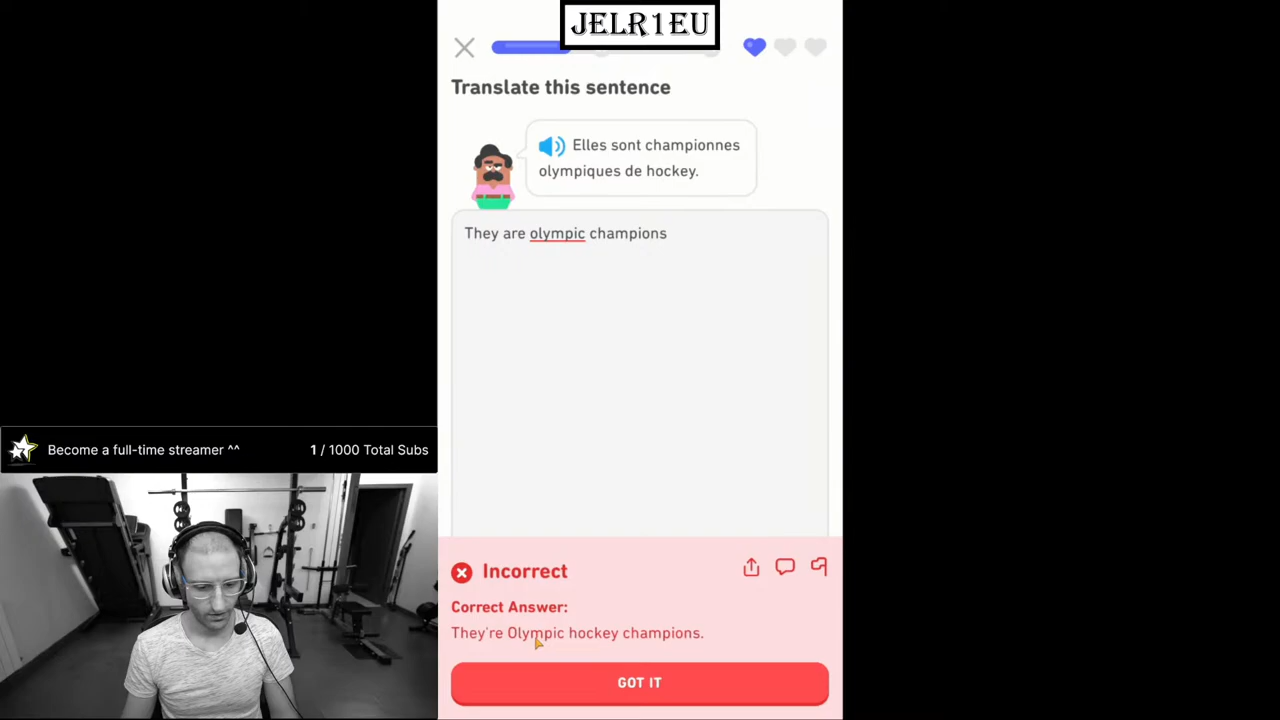 JELR1EU
Translate this sentence
Elles sont championnes
olympiques de hockey.
They are olympic champions
Become a full-time streamer ^^ 1 / 1000 Total Subs
Incorrect
Correct Answer:
They're Olympic hockey champions.
GOT IT